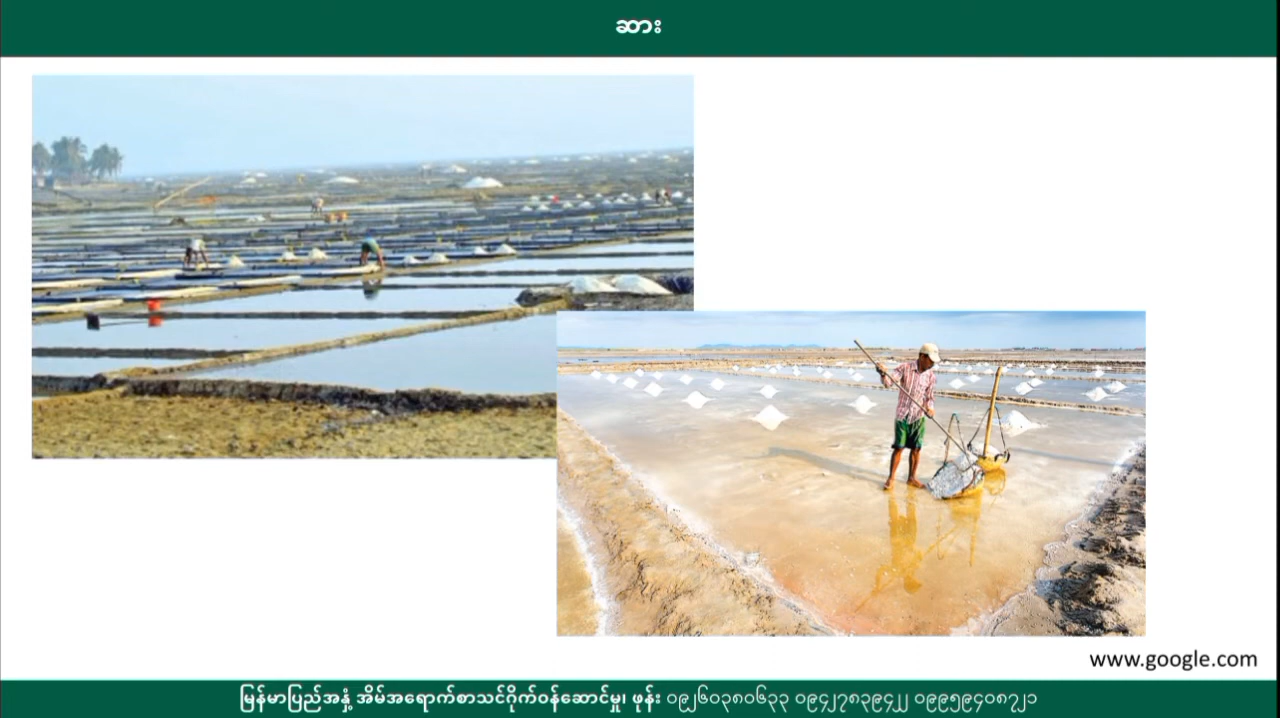 ဆား
www.google.com
မြန်မာပြည်အနှံ့ အိမ်အရောက်စာသင်ဂိုက်ဝန်ဆောင်မှု၊ ဖုန်း ၀၉၂၆၀၃၈၀၆၃၃ ၀၉၄၂၇၈၃၉၄၂၂ ၀၉၉၅၉၄၀၈၇၂၁